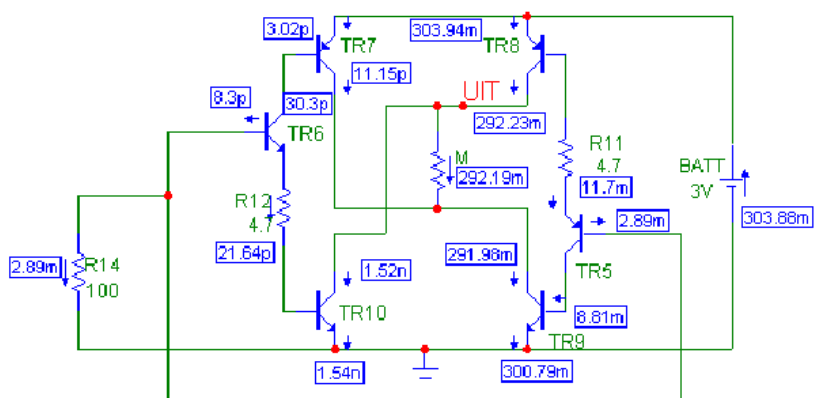 3.02p
TR7
303.94m
TR8
11.15p
UIT
8.3p
30.3p
TR6
292.23m
R11
4.7
BATT
3V
M
292.19m
11.7m
R12
4.7
2.89m
303.88m
21.64p
TR5
2.89m
R14
100
1.52n
291.98m
TR10
8.81m
TR9
1.54n
300.79m